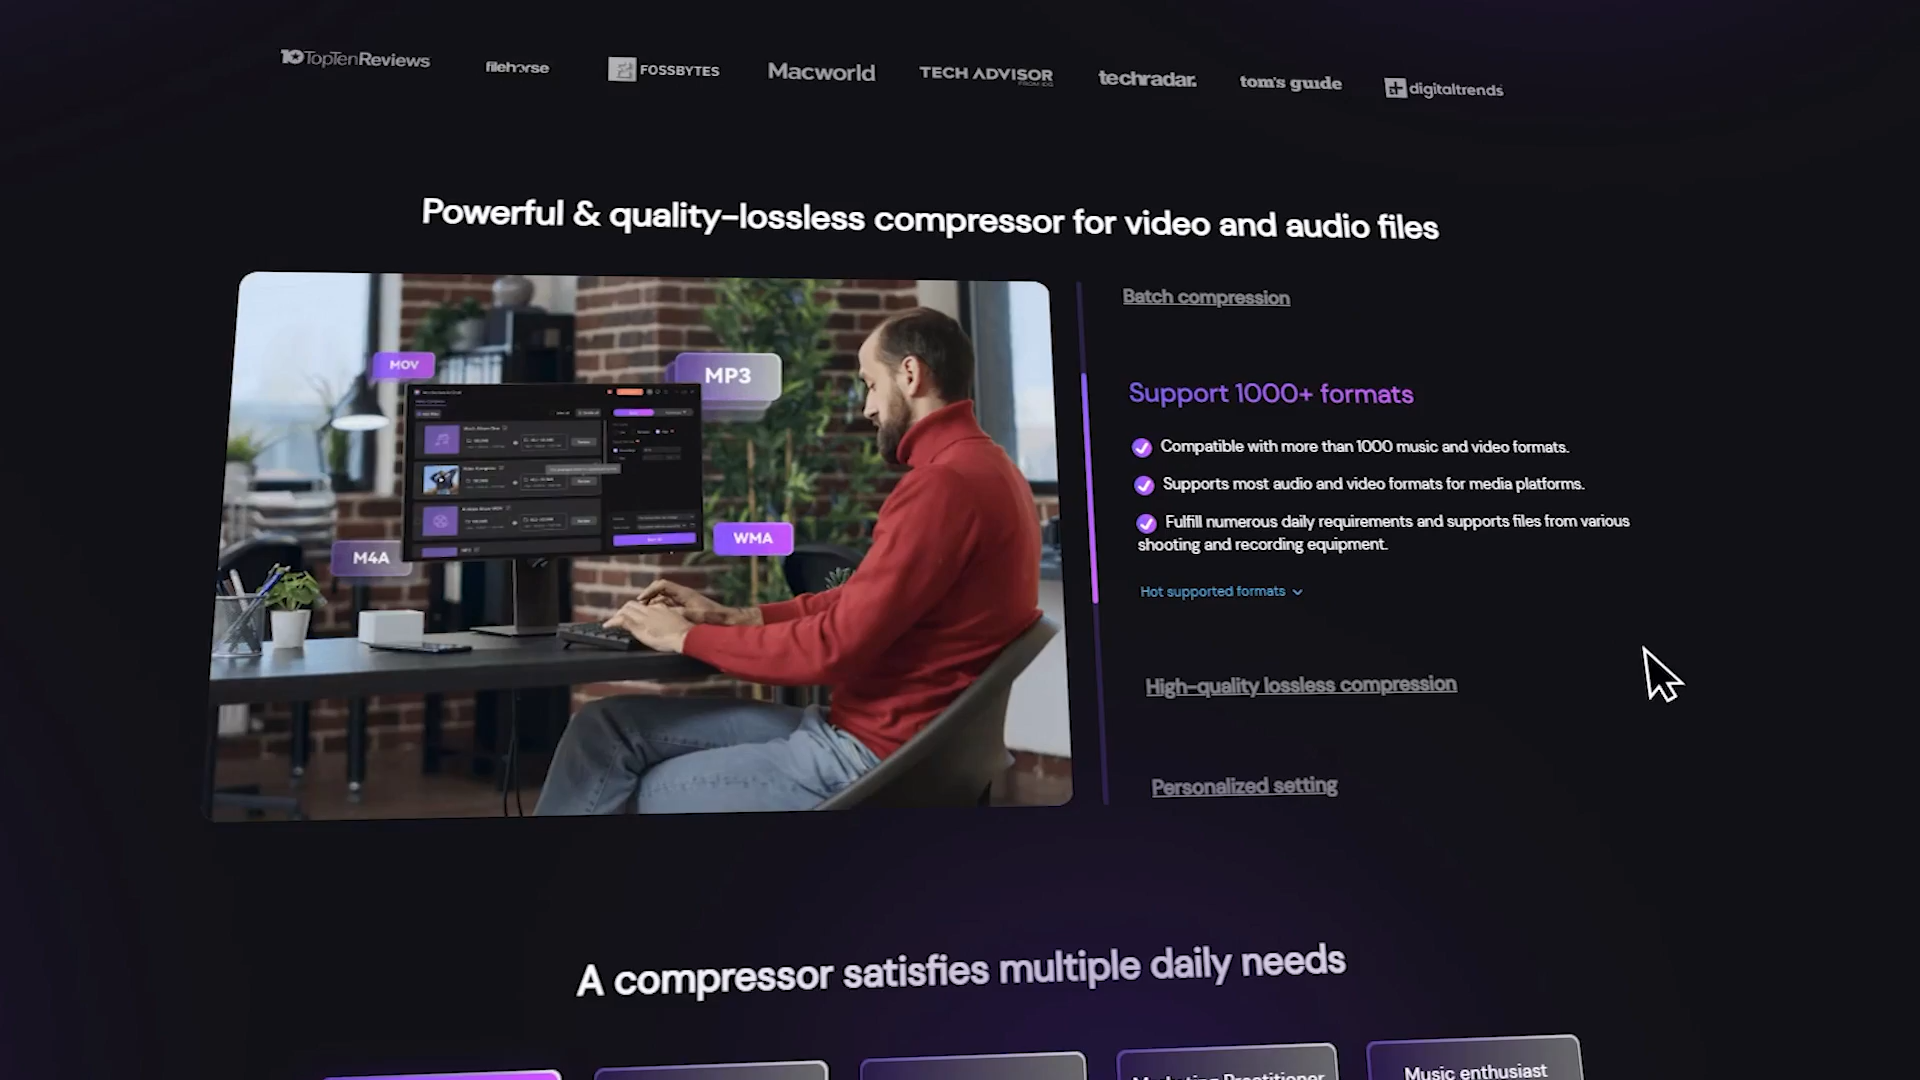 TopTenReviews
filehorse
FOSSBYTES
Macworld
TECH ADVISOR
techradar.
tom's guide
digitaltrends
Powerful & quality-lossless compressor for video and audio files
Batch compression
MOV
MP3
Support 1000+ formats
Compatible with more than 1000 music and video formats.
Supports most audio and video formats for media platforms.
Fulfill numerous daily requirements and supports files from various
shooting and recording equipment.
WMA
M4A
Hot supported formats
High-quality lossless compression
Personalized setting
A compressor satisfies multiple daily needs
Music enthusiast